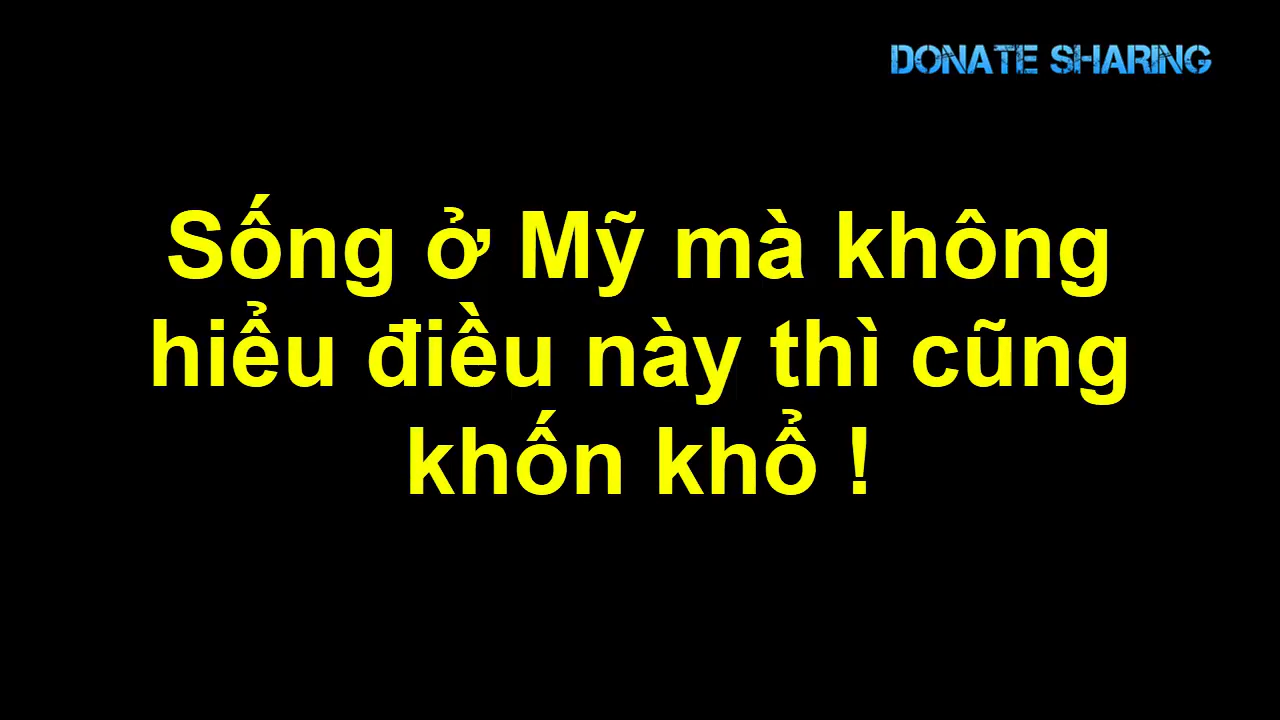 DONATE SHARING
Sống ở Mỹ mà không
hiểu điều này thì cũng
khốn khổ !